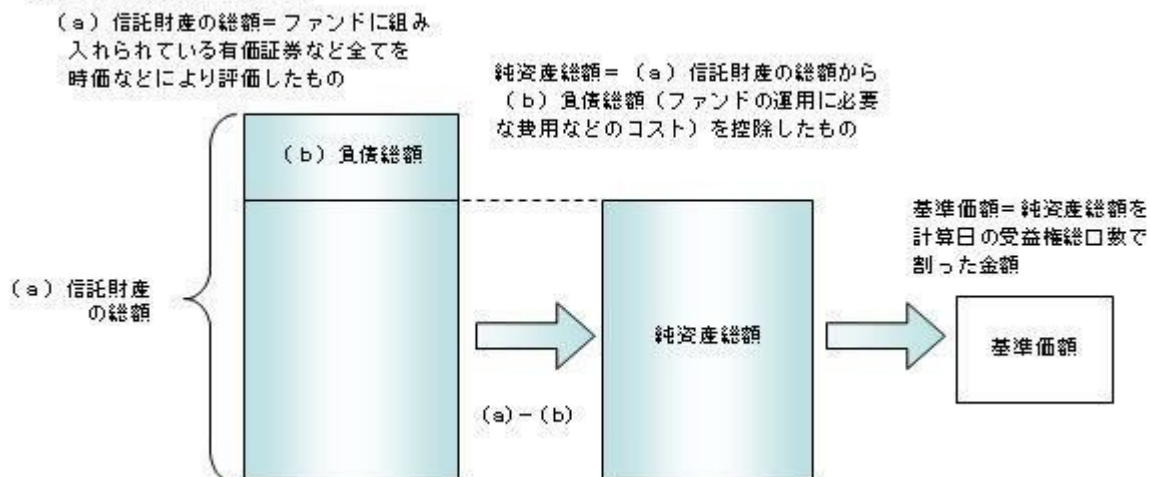 (a)信託財産の総額=ファンドに組み
入れられている有価証券など全てを
時価などにより評価したもの
純資産総額=(a)信託財産の総額から
(b)負債総額(ファンドの運用に必要
な費用などのコスト)を控除したもの
(b)負債総額
基準価額=純資産総額を
計算日の受益権総口数で
割った金額
(a)信託財産
の総額
純資産総額
基準価額
(a)-(b)